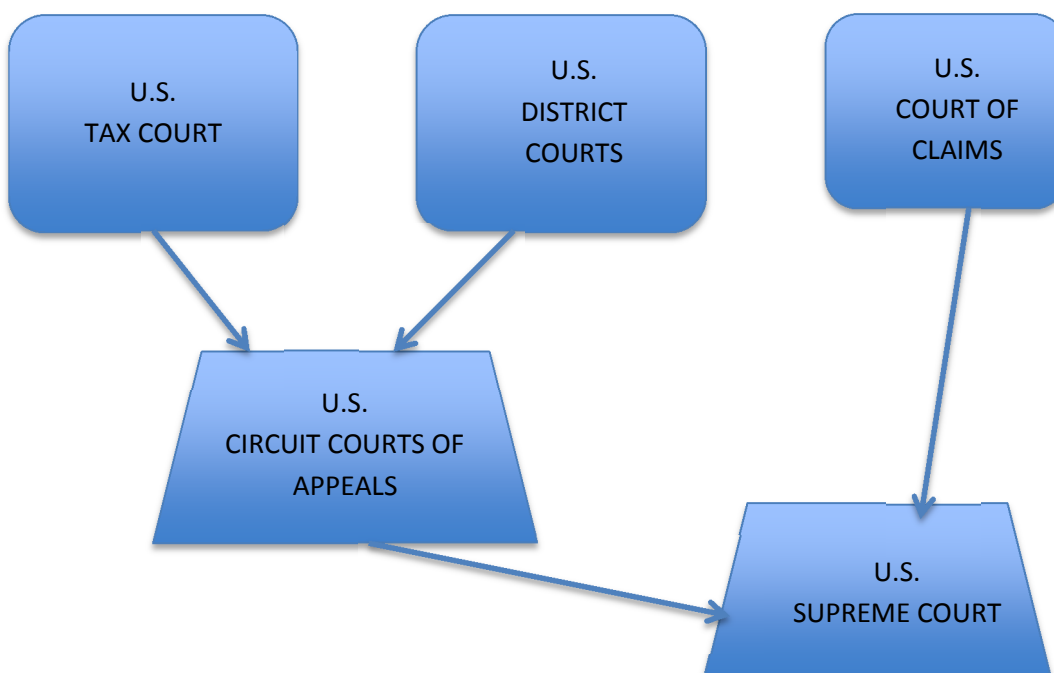 U.S.
TAX COURT
U.S.
DISTRICT
COURTS
U.S.
COURT OF
CLAIMS
U.S.
CIRCUIT COURTS OF
APPEALS
U.S.
SUPREME COURT